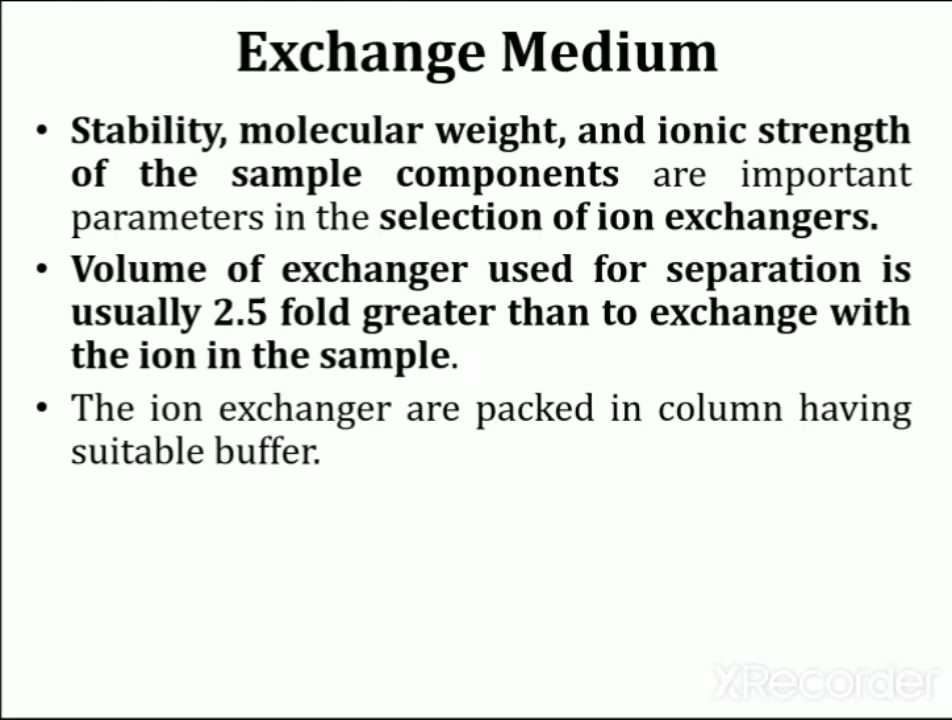 Exchange Medium
• Stability, molecular weight, and ionic strength
of the sample components are important
parameters in the selection of ion exchangers.
• Volume of exchanger used for separation is
usually 2.5 fold greater than to exchange with
the ion in the sample.
• The ion exchanger are packed in column having
suitable buffer.
XRecorder